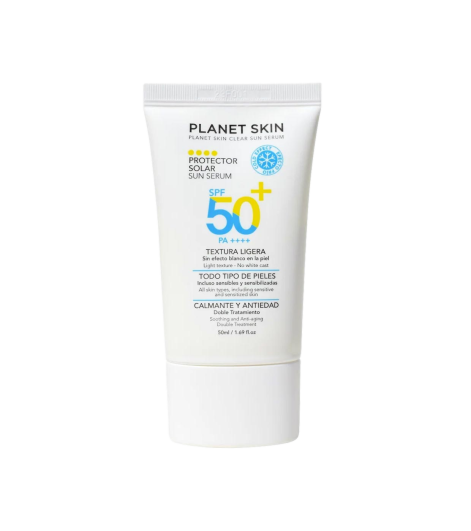 PLANET SKIN
PLANET SKIN CLEAR SUN SERUM
PROTECTOR
SOLAR
SUN SERUM
COLD EFFECT
SPF
50+
PA ++++
TEXTURA LIGERA
Sin efecto blanco en la piel
Light texture - No white cast
TODO TIPO DE PIELES
Incluso sensibles y sensibilizadas
All skin types, including sensitive
and sensitized skin
CALMANTE Y ANTIEDAD
Doble Tratamiento
Soothing and Anti-aging
Double Treatment
50ml / 1.69 fl.oz